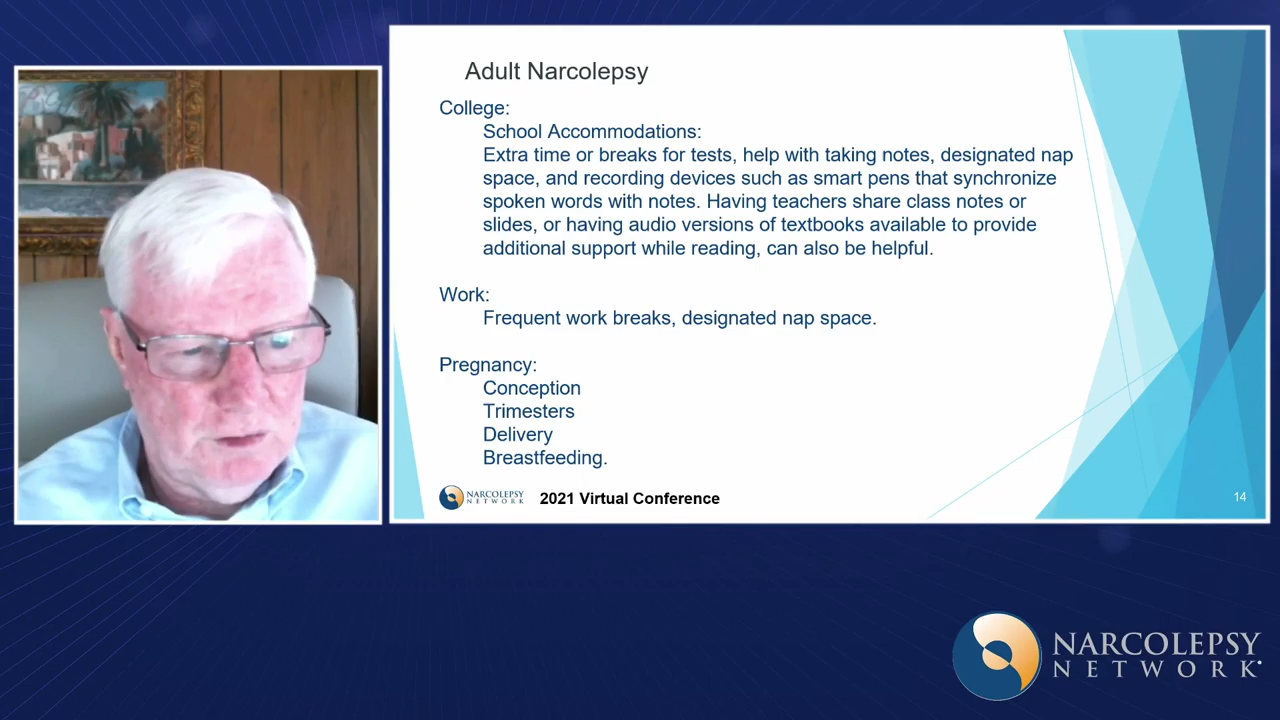 Adult Narcolepsy
College:
School Accommodations:
Extra time or breaks for tests, help with taking notes, designated nap
space, and recording devices such as smart pens that synchronize
spoken words with notes. Having teachers share class notes or
slides, or having audio versions of textbooks available to provide
additional support while reading, can also be helpful.
Work:
Frequent work breaks, designated nap space.
Pregnancy:
Conception
Trimesters
Delivery
Breastfeeding.
NARCOLEPSY
NETWORK
2021 Virtual Conference
14
NARCOLEPSY
NETWORK